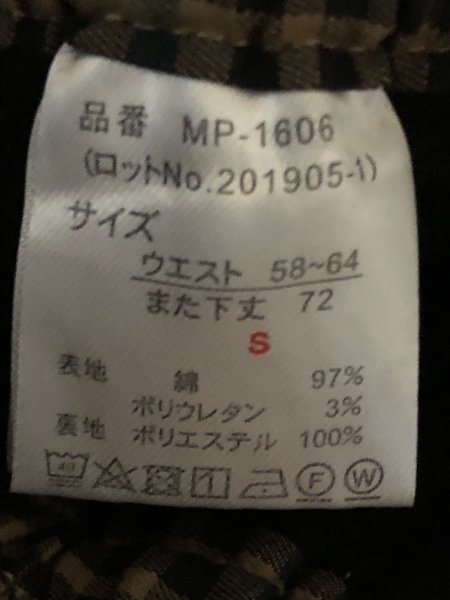 品番 MP-1606
(ロットNo.201905-1)
サイズ
ウエスト 58~64
また下丈 72
S
表地 綿 97%
ポリウレタン 3%
裏地 ポリエステル 100%
40 F W